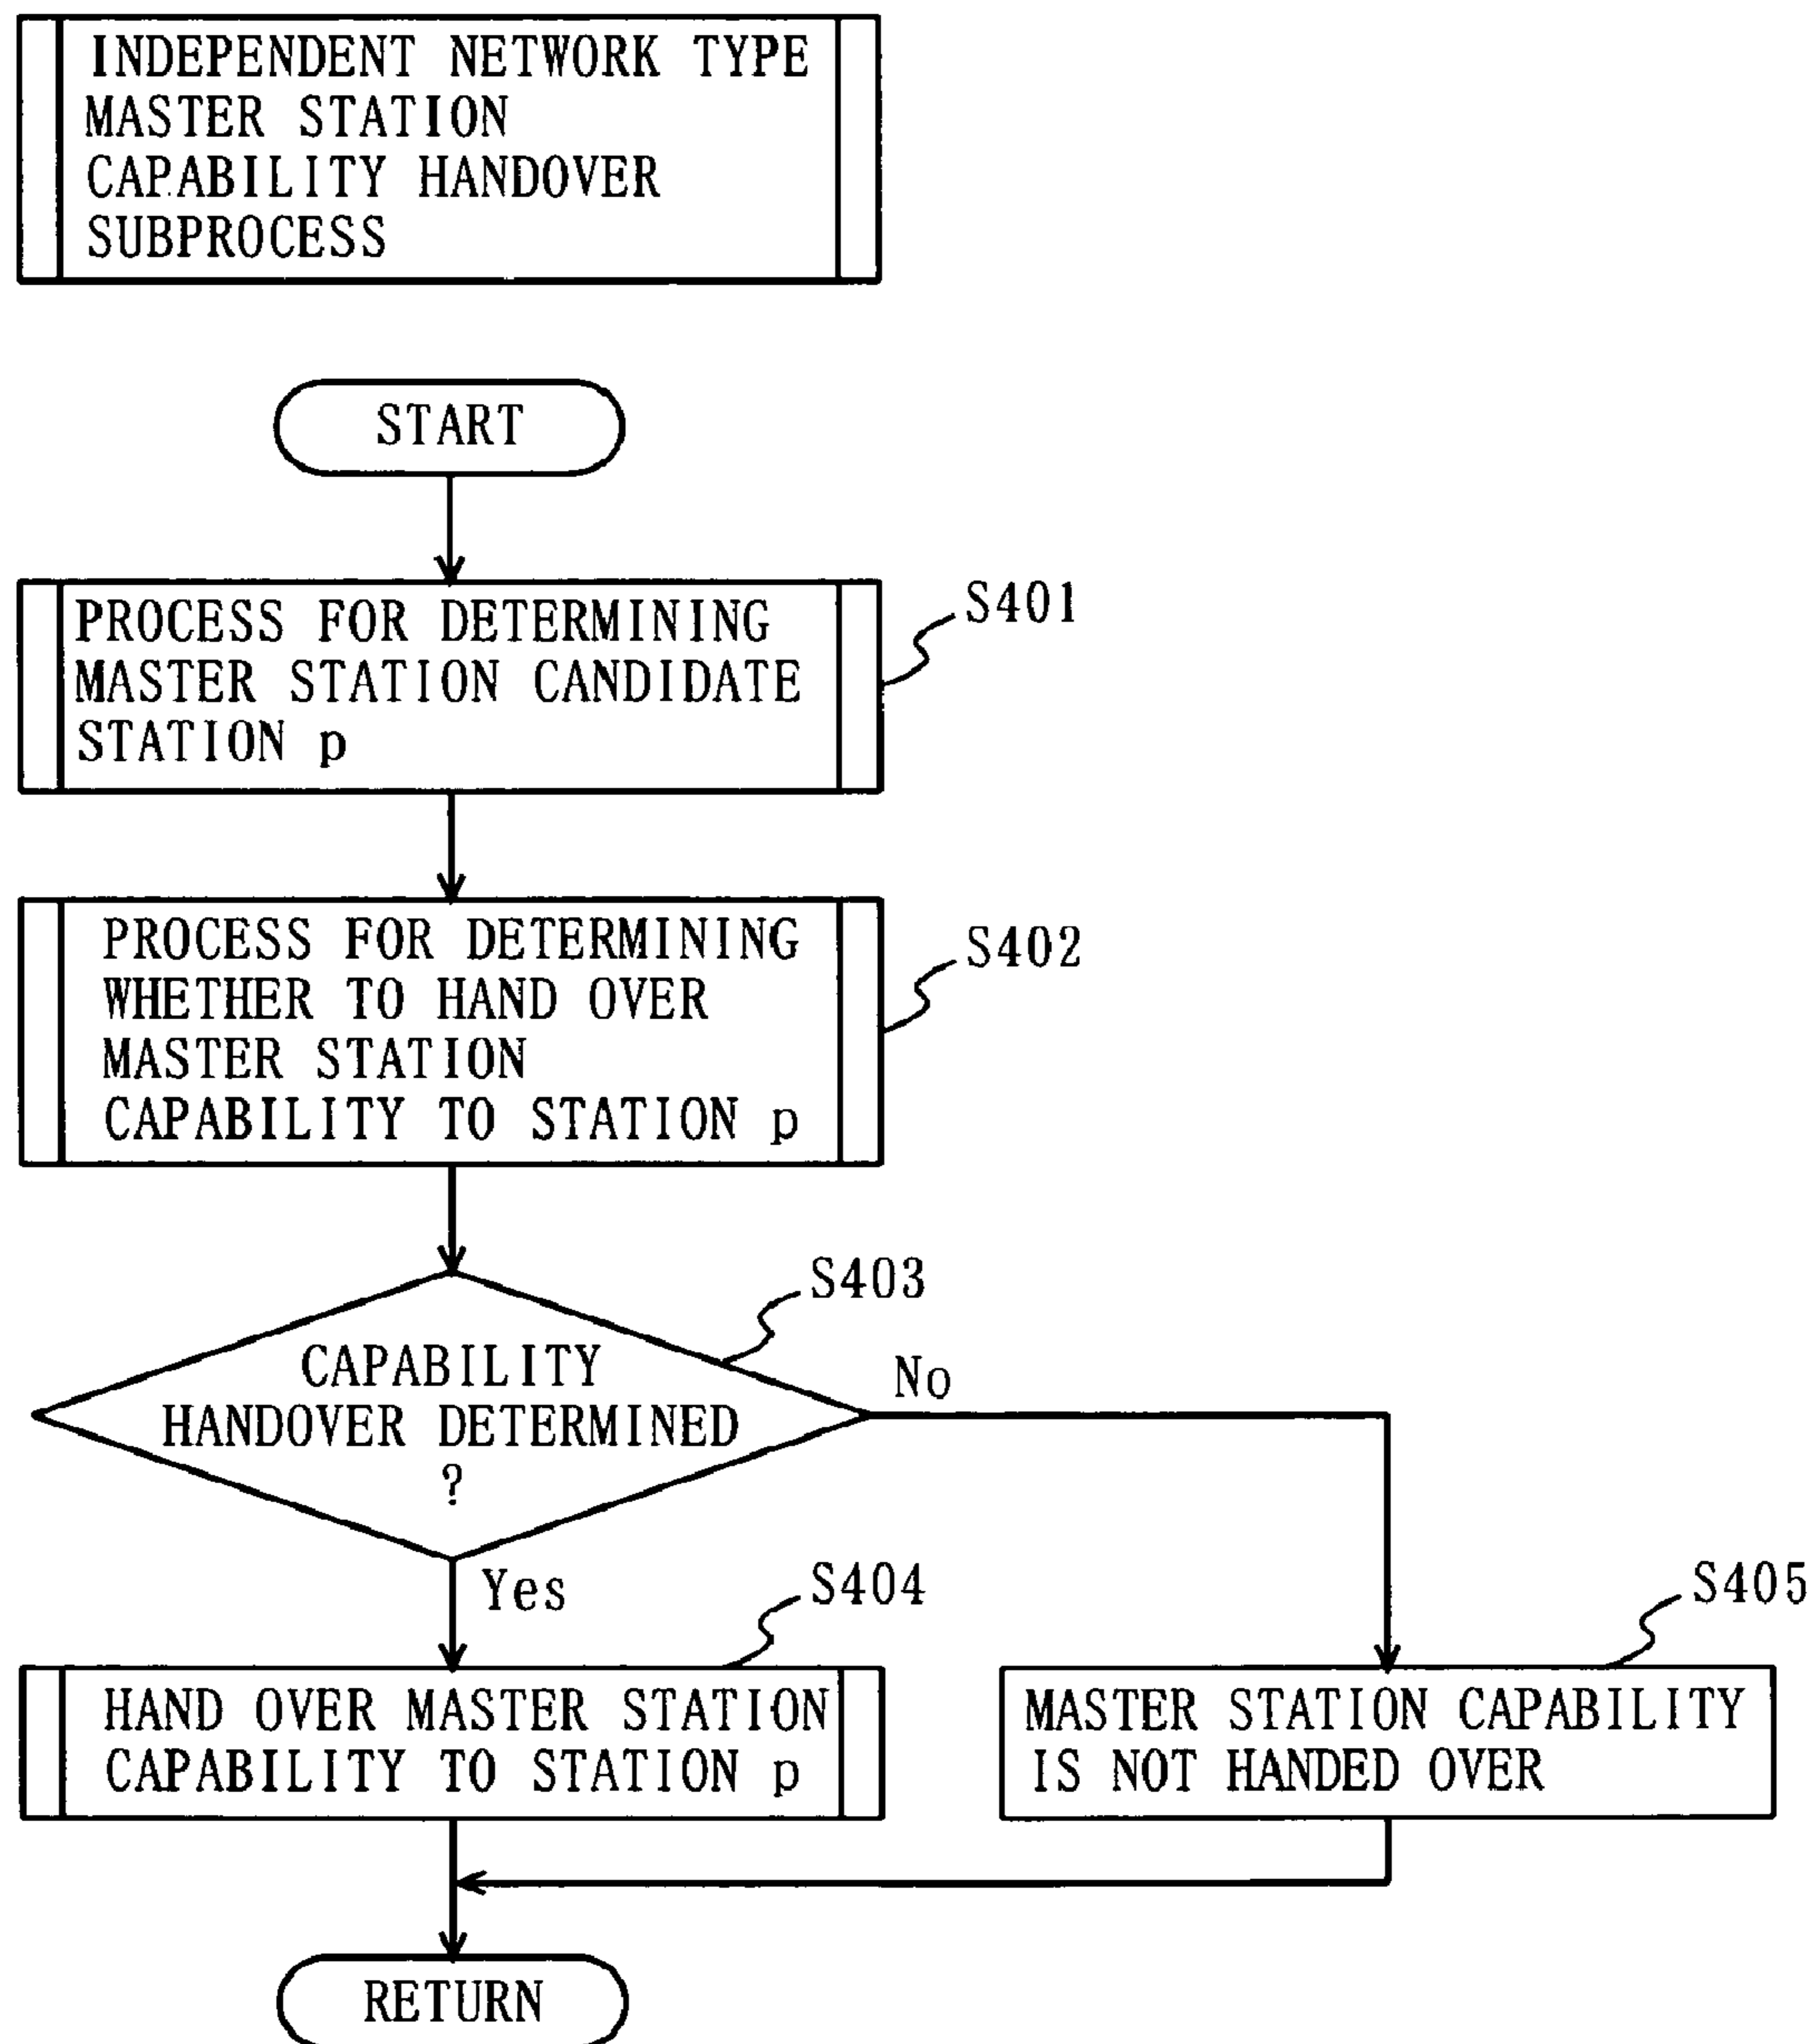 INDEPENDENT NETWORK TYPE
MASTER STATION
CAPABILITY HANDOVER
SUBPROCESS
START
PROCESS FOR DETERMINING
MASTER STATION CANDIDATE
STATION p
S401
PROCESS FOR DETERMINING
WHETHER TO HAND OVER
MASTER STATION
CAPABILITY TO STATION p
S402
S403
CAPABILITY
HANDOVER DETERMINED
?
No
Yes
S404
S405
HAND OVER MASTER STATION
CAPABILITY TO STATION p
MASTER STATION CAPABILITY
IS NOT HANDED OVER
RETURN